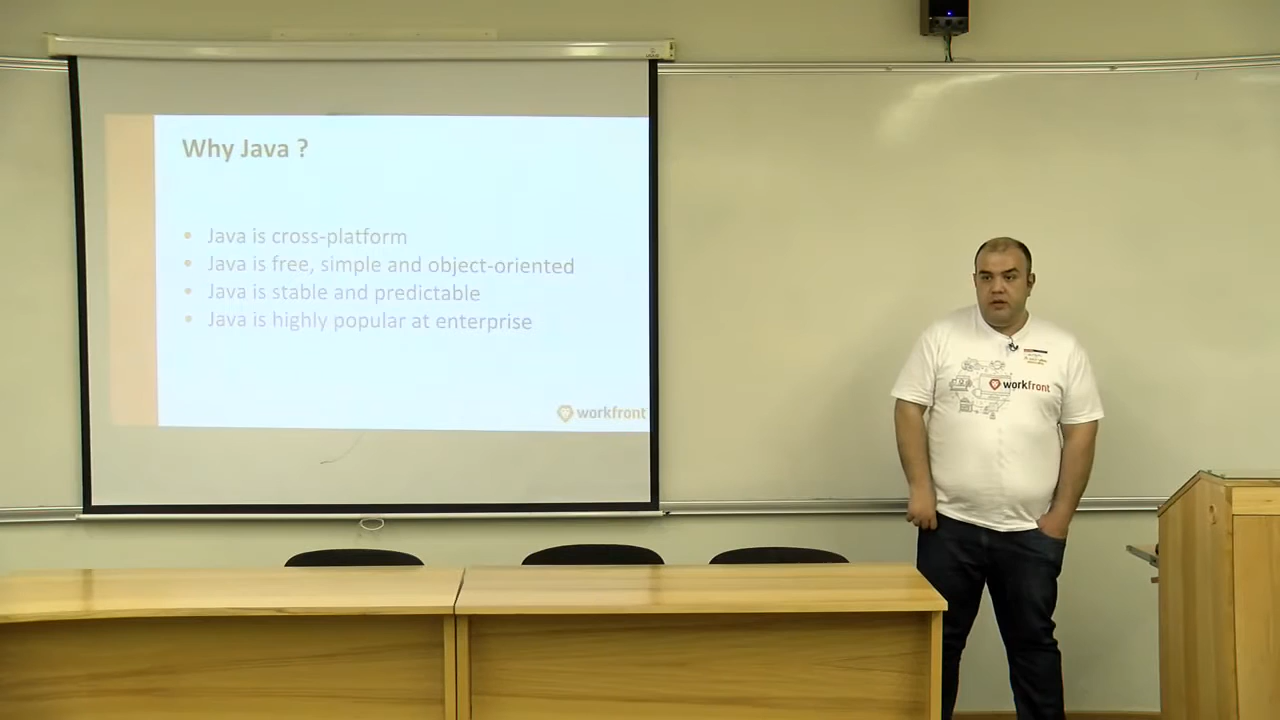 Why Java ?
• Java is cross-platform
• Java is free, simple and object-oriented
• Java is stable and predictable
• Java is highly popular at enterprise
workfront
workfront